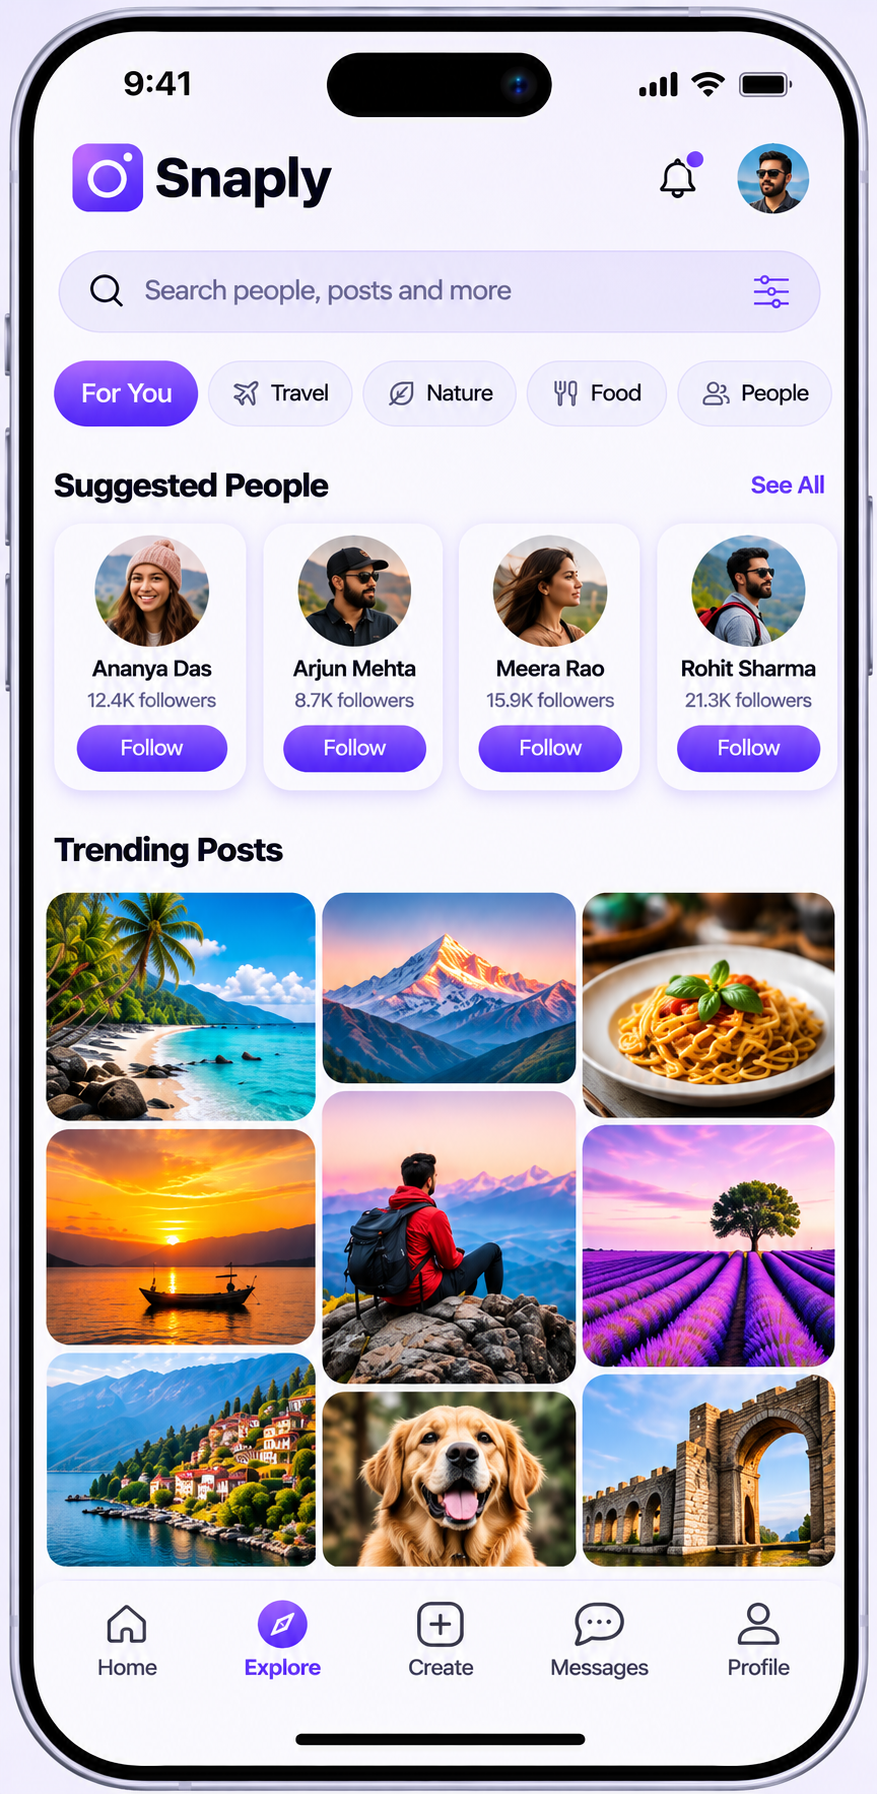 9:41
Snaply
Search people, posts and more
For You
Travel
Nature
Food
People
Suggested People
See All
Ananya Das
12.4K followers
Follow
Arjun Mehta
8.7K followers
Follow
Meera Rao
15.9K followers
Follow
Rohit Sharma
21.3K followers
Follow
Trending Posts
Home
Explore
Create
Messages
Profile